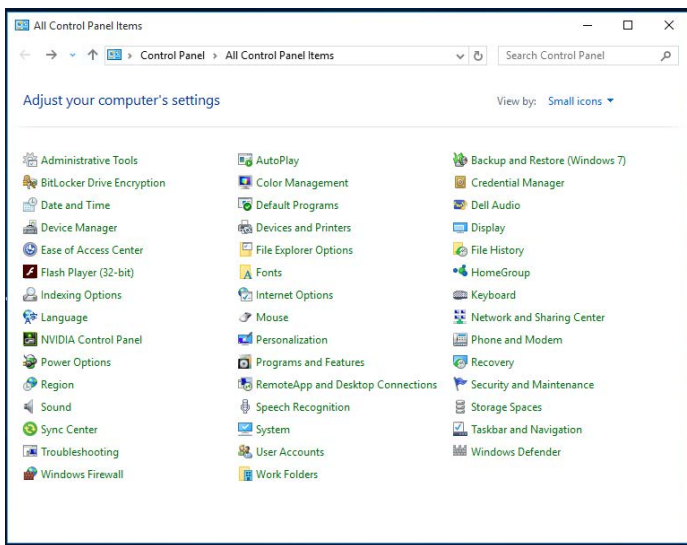 All Control Panel Items
Control Panel > All Control Panel Items
Search Control Panel
Adjust your computer's settings
View by: Small icons
Administrative Tools
AutoPlay
Backup and Restore (Windows 7)
BitLocker Drive Encryption
Color Management
Credential Manager
Date and Time
Default Programs
Dell Audio
Device Manager
Devices and Printers
Display
Ease of Access Center
File Explorer Options
File History
Flash Player (32-bit)
Fonts
HomeGroup
Indexing Options
Internet Options
Keyboard
Language
Mouse
Network and Sharing Center
NVIDIA Control Panel
Personalization
Phone and Modem
Power Options
Programs and Features
Recovery
Region
RemoteApp and Desktop Connections
Security and Maintenance
Sound
Speech Recognition
Storage Spaces
Sync Center
System
Taskbar and Navigation
Troubleshooting
User Accounts
Windows Defender
Windows Firewall
Work Folders